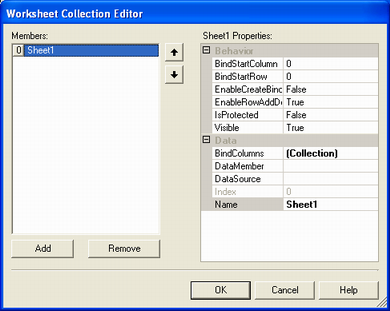 Worksheet Collection Editor
Members:
0 Sheet1
Add Remove
Sheet1 Properties:
Behavior
BindStartColumn 0
BindStartRow 0
EnableCreateBind False
EnableRowAddDe True
IsProtected False
Visible True
Data
BindColumns (Collection)
DataMember
DataSource
Index 0
Name Sheet1
OK Cancel Help